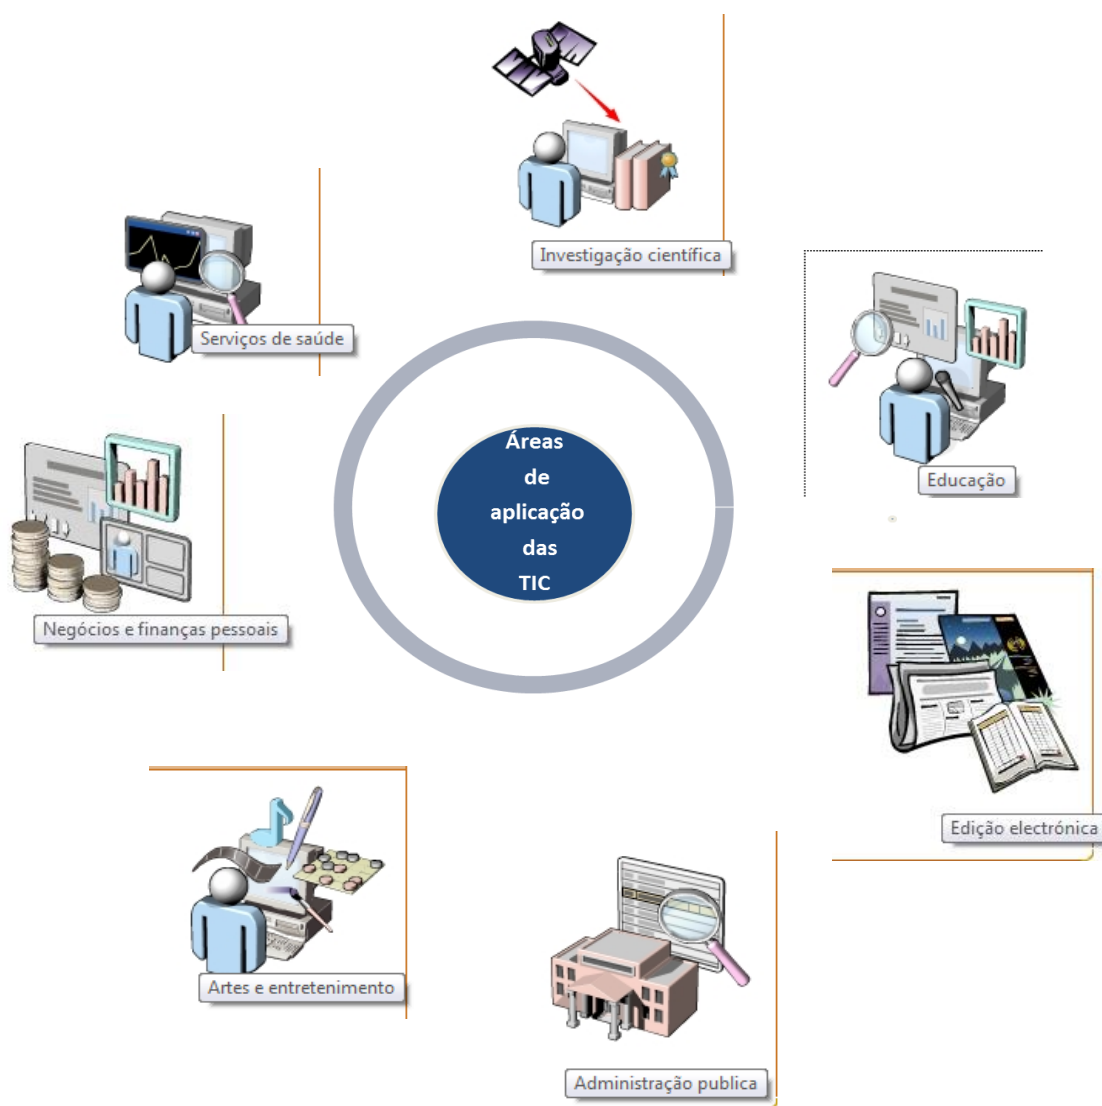 Investigação científica
Serviços de saúde
Educação
Áreas
de
aplicação
das
TIC
Negócios e finanças pessoais
Edição electrónica
Artes e entretenimento
Administração publica